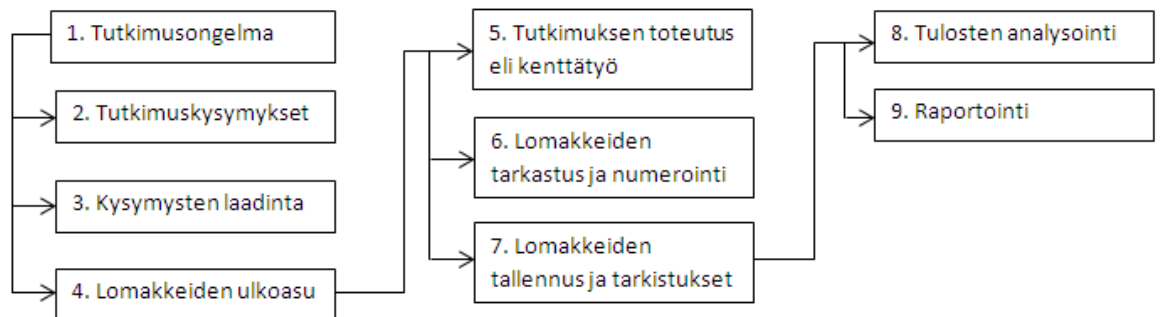 1. Tutkimusongelma
2. Tutkimuskysymykset
3. Kysymysten laadinta
4. Lomakkeiden ulkoasu
5. Tutkimuksen toteutus
eli kenttätyö
6. Lomakkeiden
tarkastus ja numerointi
7. Lomakkeiden
tallennus ja tarkistukset
8. Tulosten analysointi
9. Raportointi